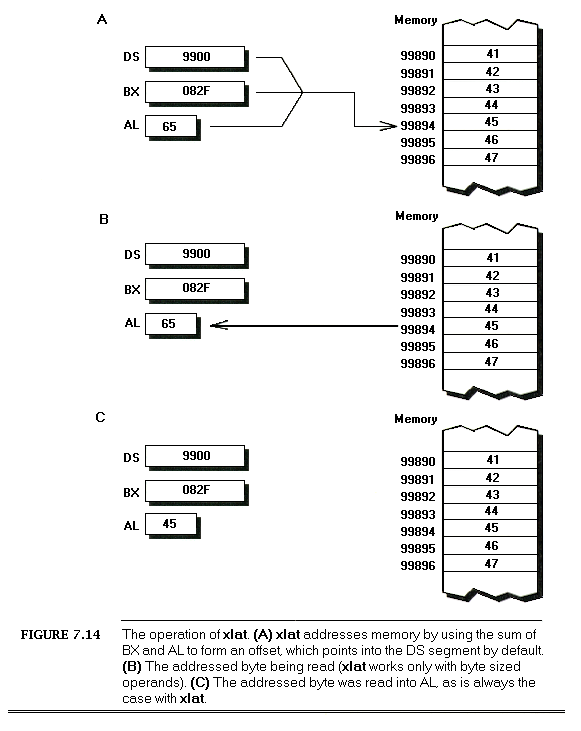 A
Memory
DS 9900
BX 082F
AL 65
99890 41
99891 42
99892 43
99893 44
99894 45
99895 46
99896 47
B
Memory
DS 9900
BX 082F
AL 65
99890 41
99891 42
99892 43
99893 44
99894 45
99895 46
99896 47
C
Memory
DS 9900
BX 082F
AL 45
99890 41
99891 42
99892 43
99893 44
99894 45
99895 46
99896 47
FIGURE 7.14 The operation of xlat. (A) xlat addresses memory by using the sum of
BX and AL to form an offset, which points into the DS segment by default.
(B) The addressed byte being read (xlat works only with byte sized
operands). (C) The addressed byte was read into AL, as is always the
case with xlat.